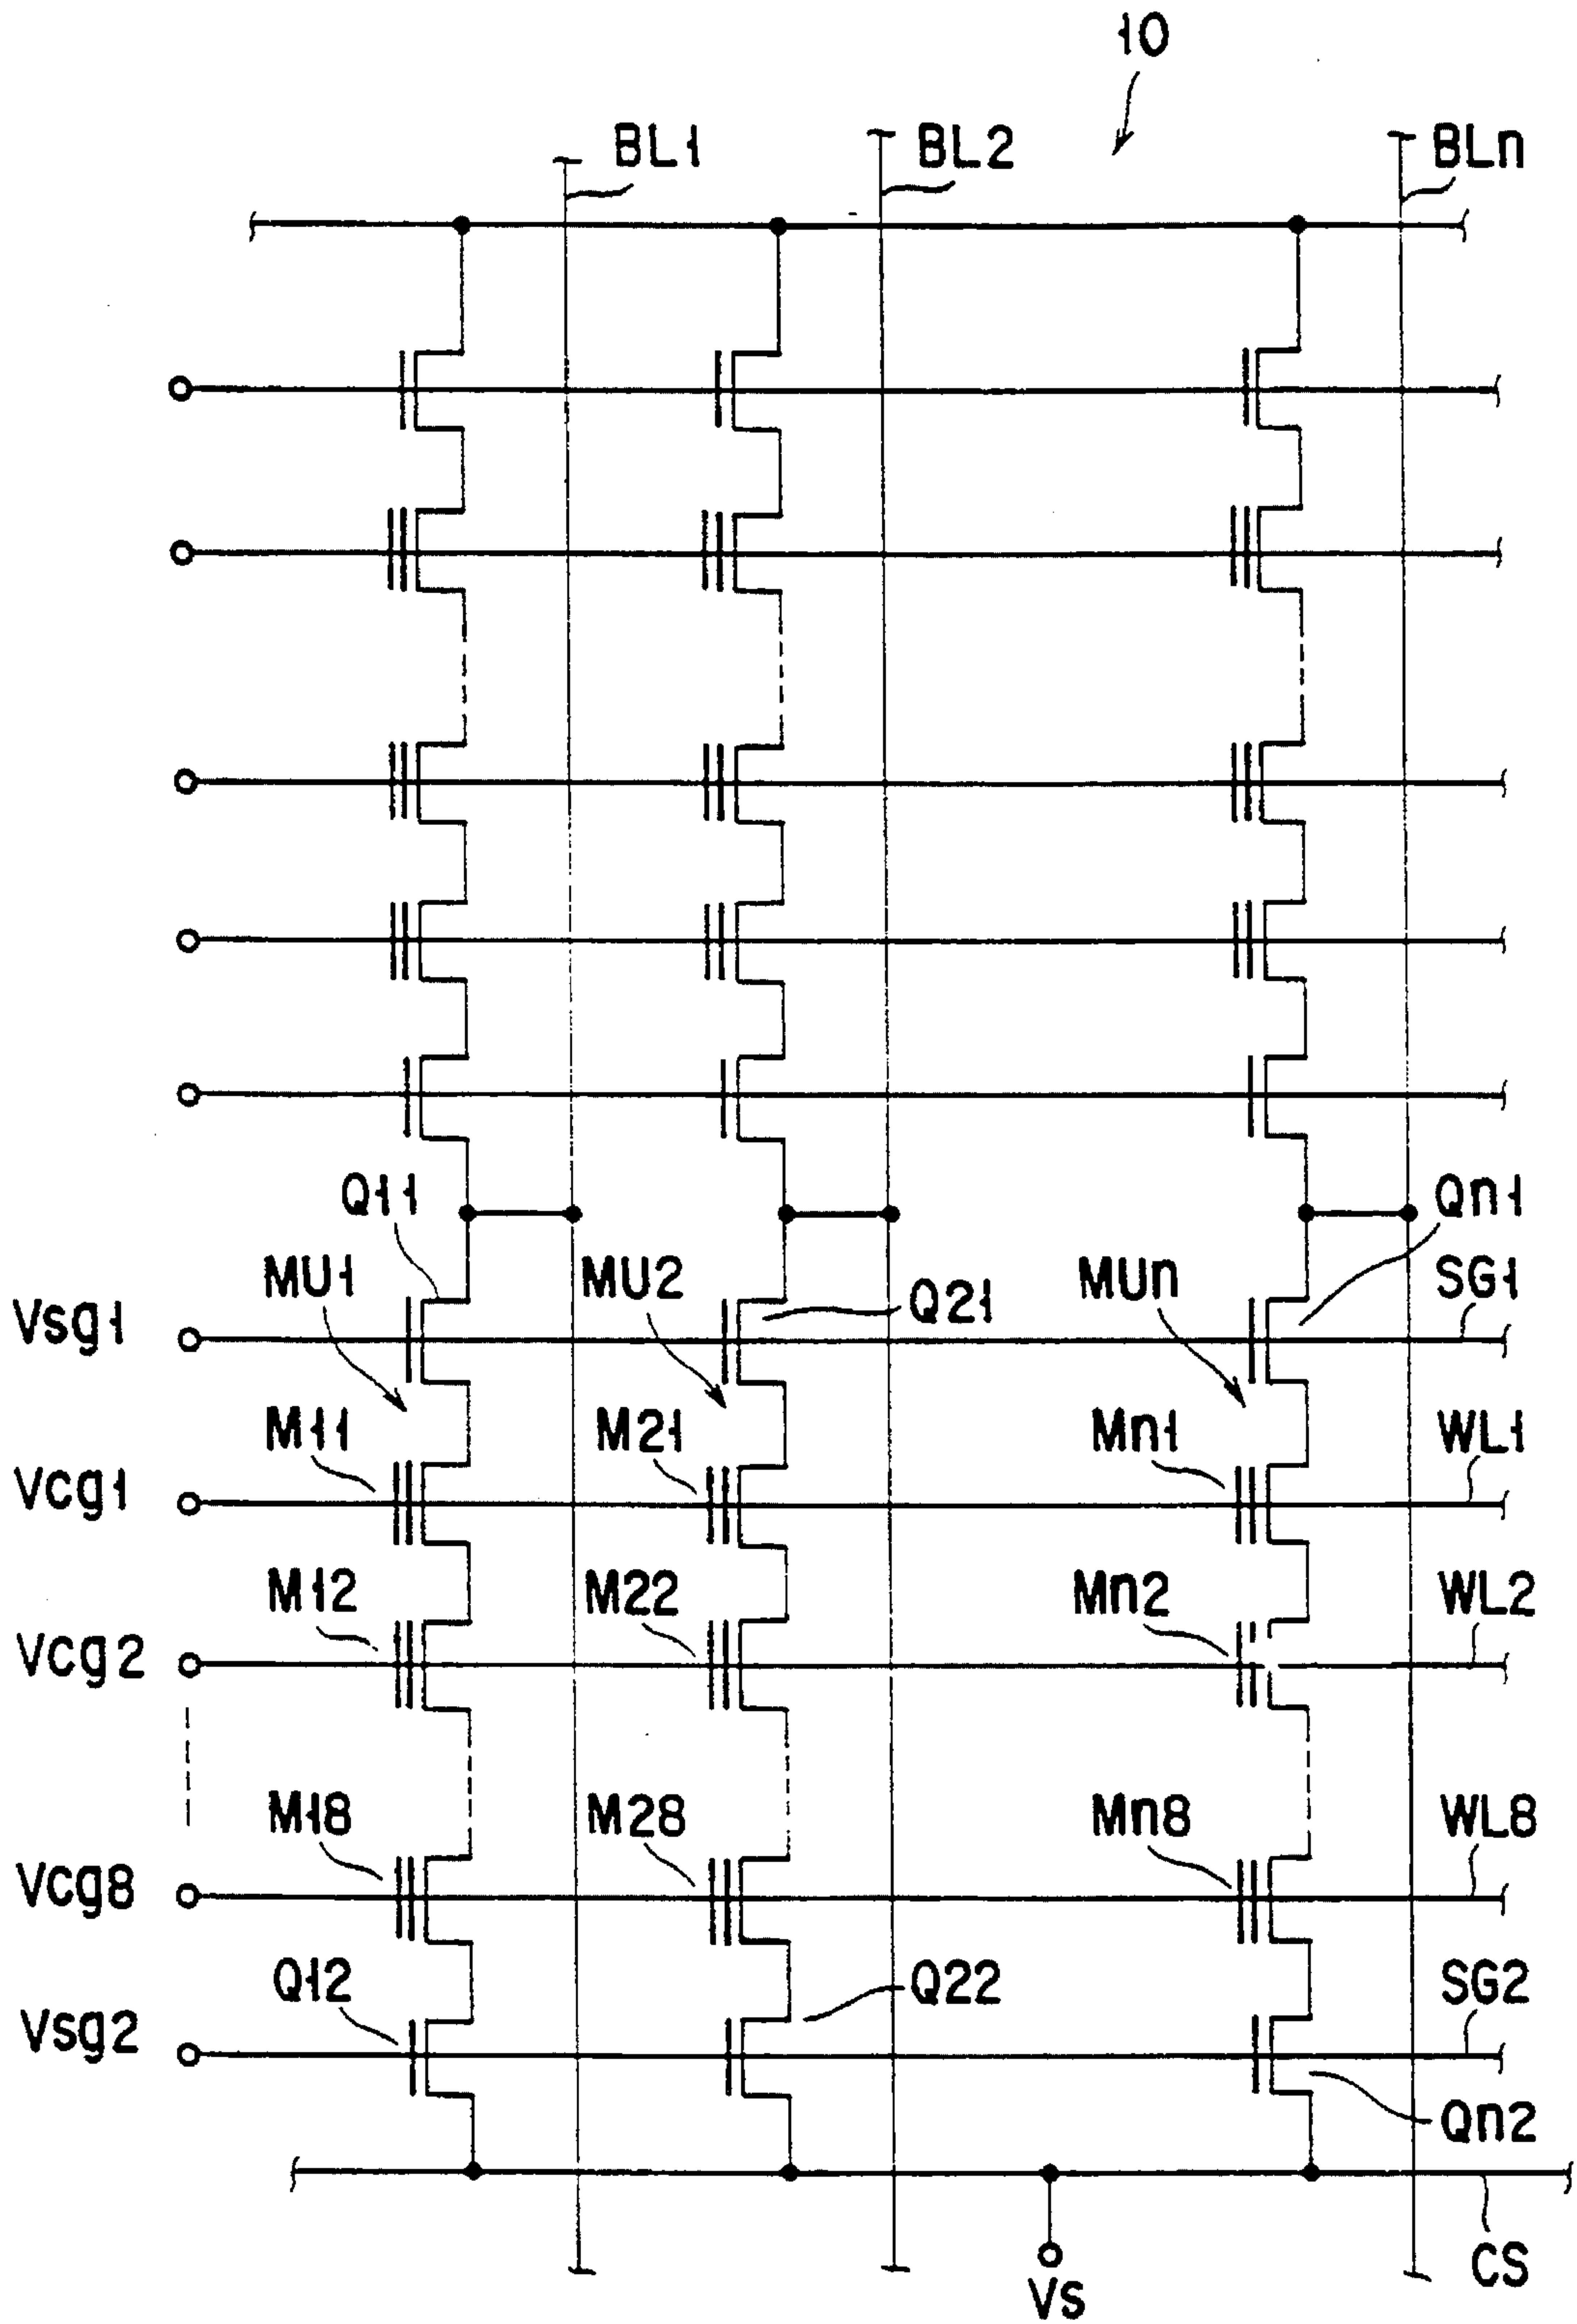 10
BL1 BL2 BLn
Q11 Qn1
MU1 MU2 Q21 MUn SG1
Vsg1
M11 M21 Mn1 WL1
Vcg1
M12 M22 Mn2 WL2
Vcg2
M18 M28 Mn8 WL8
Vcg8
Q12 Q22 SG2
Vsg2
Qn2
CS
Vs